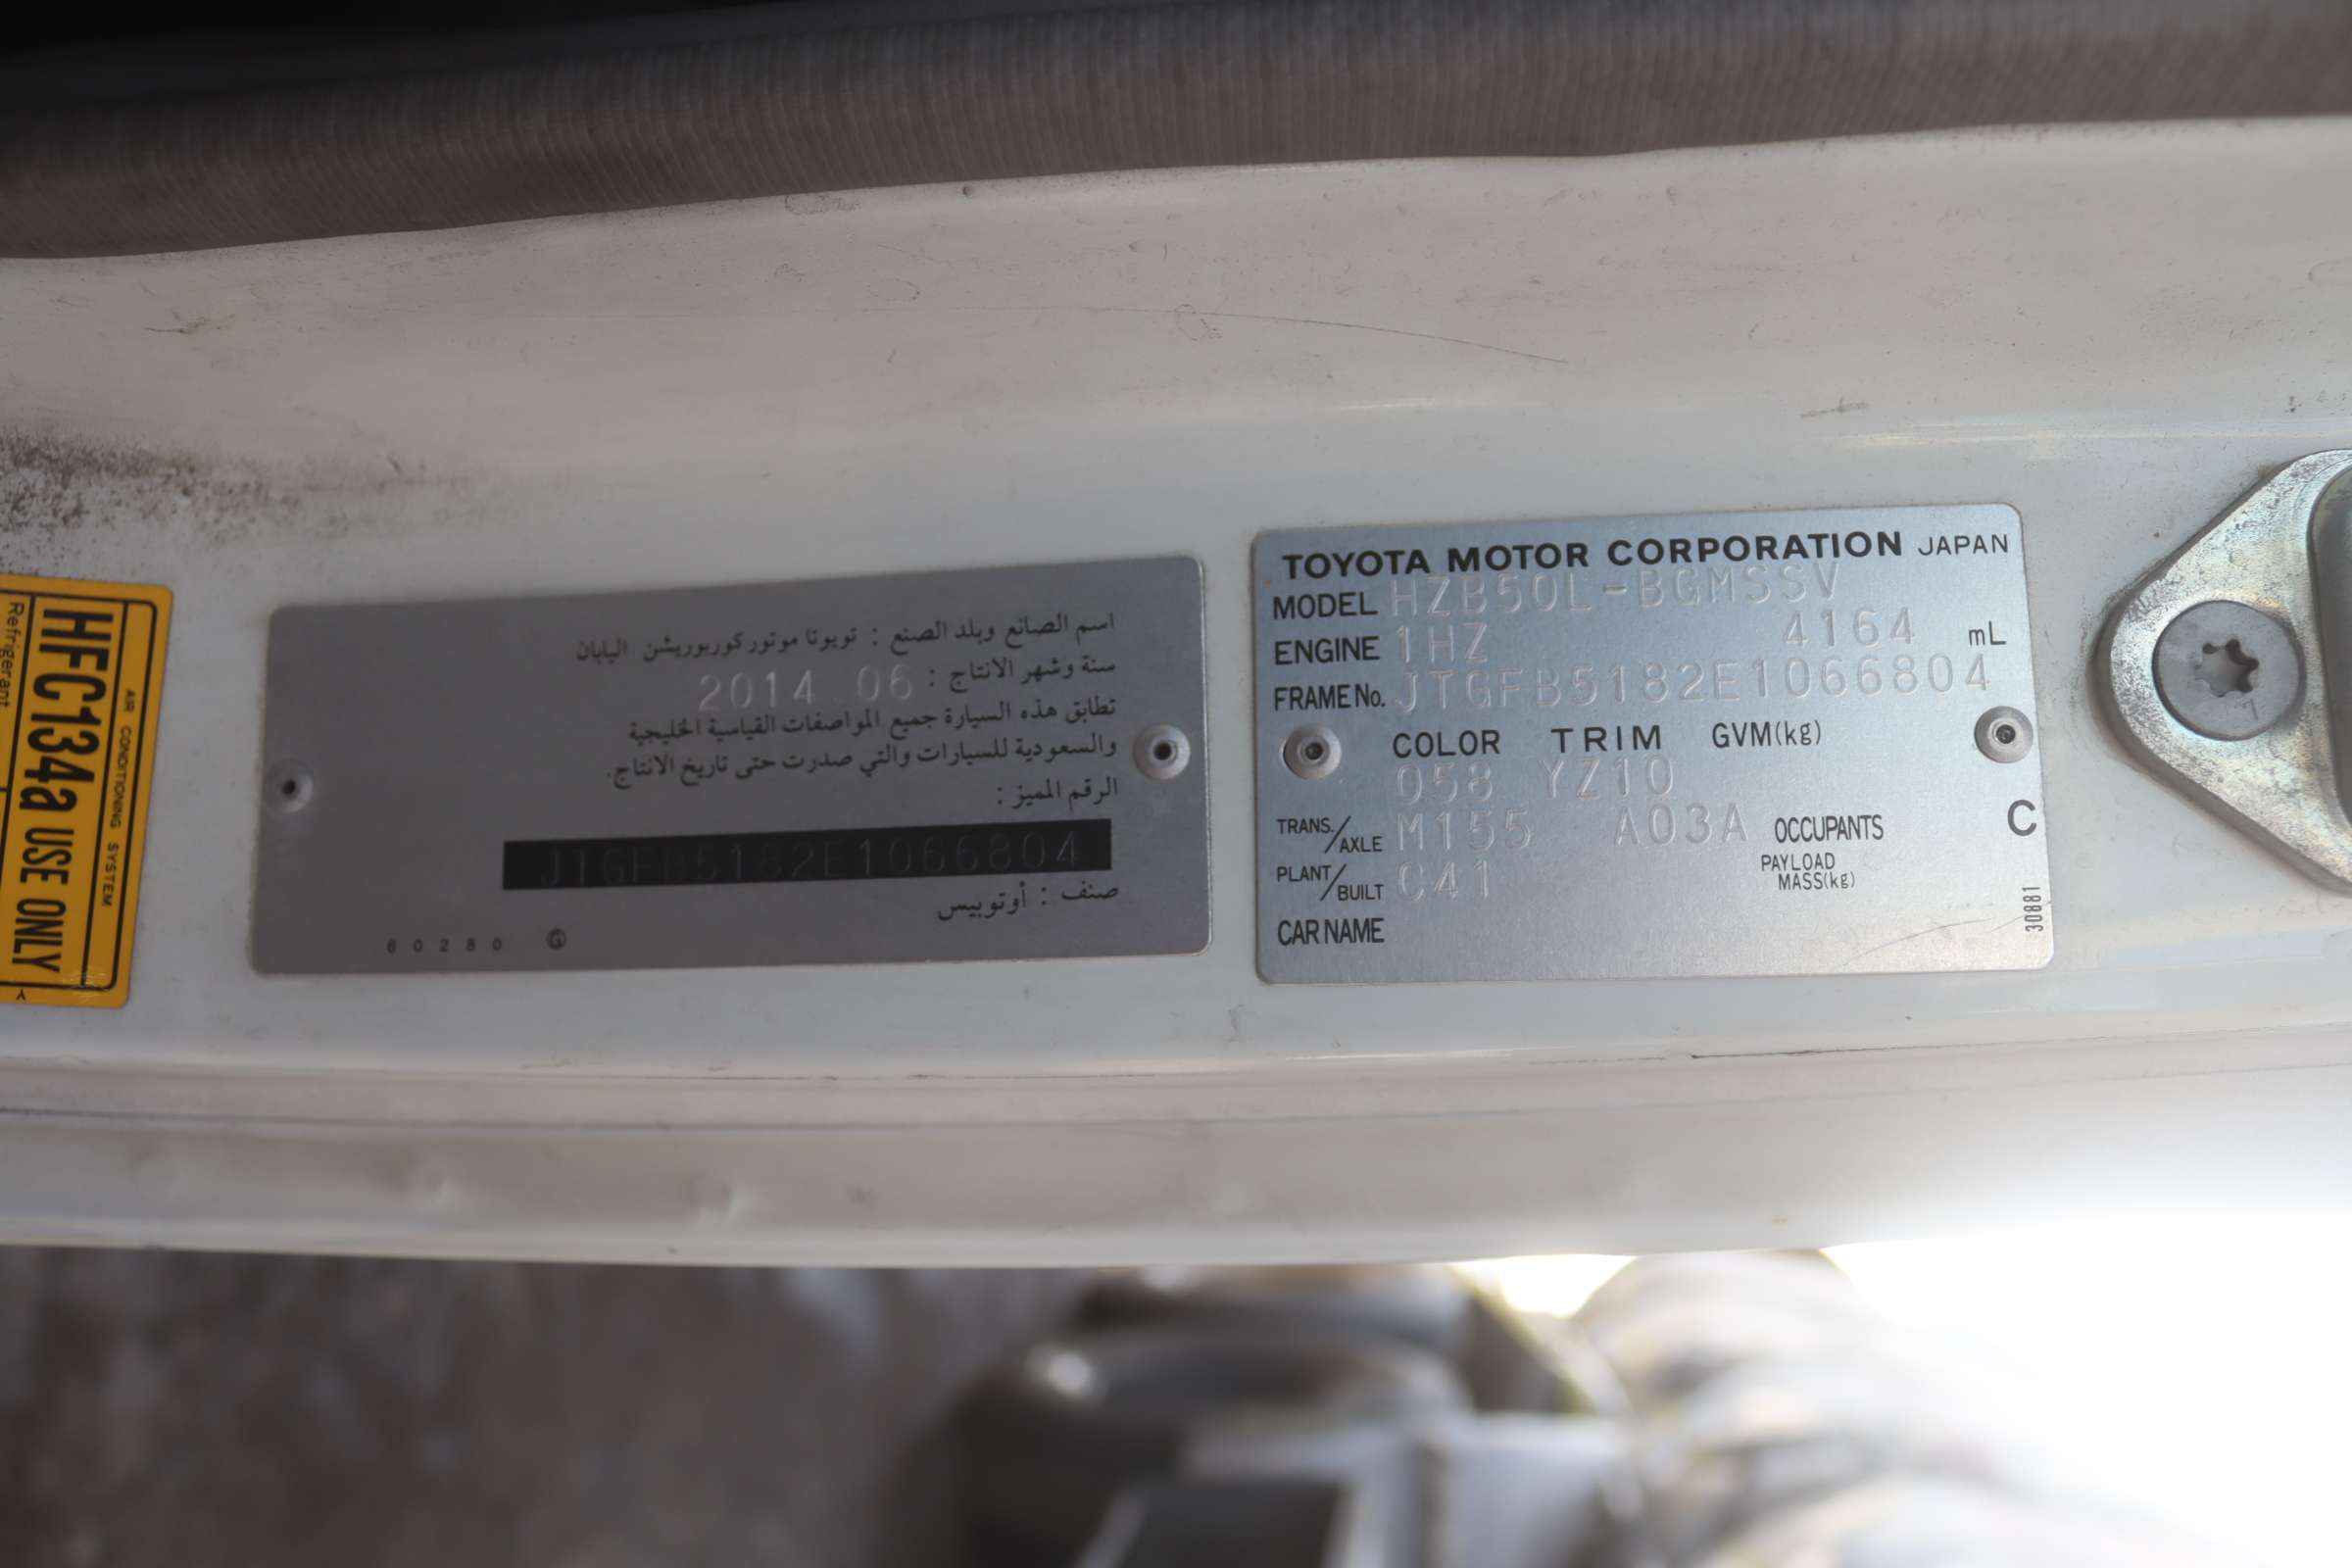 HFC134a USE ONLY
AIR CONDITIONING SYSTEM
Refrigerant
Y
اسم الصانع وبلد الصنع : تويوتا موتور كوربوريشن اليابان
سنة وشهر الانتاج : 2014 06
تطابق هذه السيارة جميع المواصفات القياسية الخليجية
والسعودية للسيارات والتي صدرت حتى تاريخ الانتاج.
الرقم المميز :
JTGFB5182E1066804
صنف : أوتوبيس
60280 G
TOYOTA MOTOR CORPORATION JAPAN
MODEL HZB50L-BGMSSV
ENGINE 1HZ 4164 mL
FRAME No. JTGFB5182E1066804
COLOR TRIM GVM(kg)
058 YZ10
TRANS./AXLE M155 A03A OCCUPANTS C
PLANT/BUILT C41 PAYLOAD MASS(kg)
CAR NAME
30881